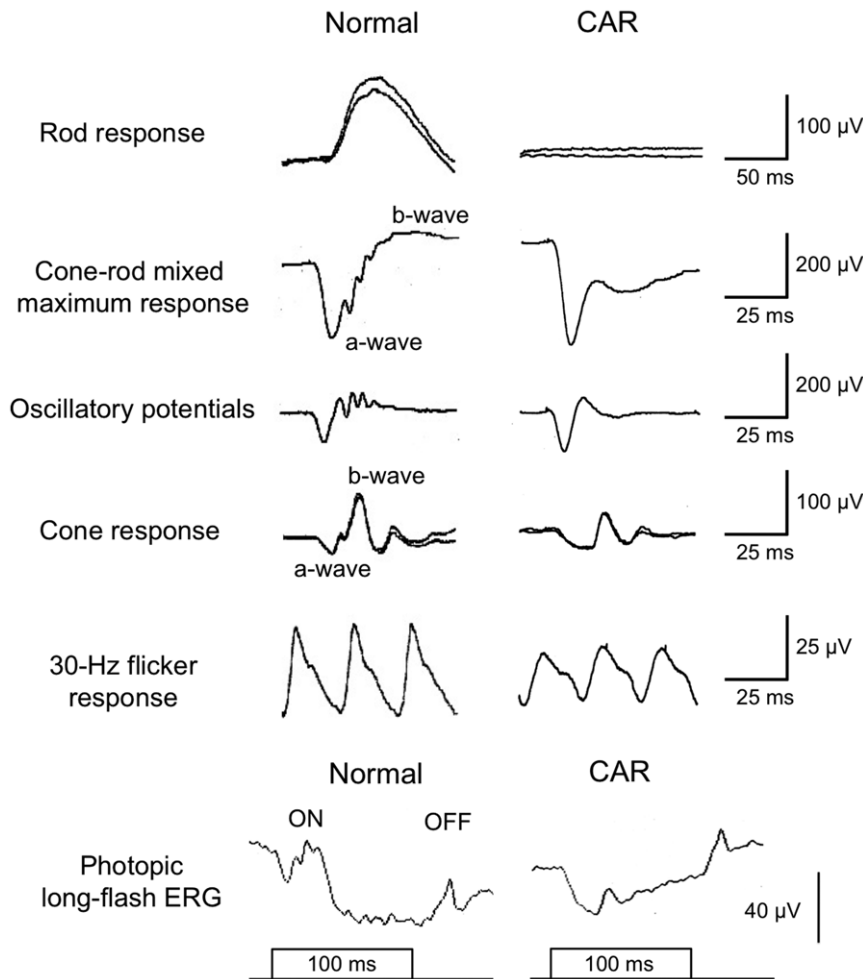 Normal CAR
Rod response
100 µV
50 ms
b-wave
Cone-rod mixed
maximum response
200 µV
25 ms
a-wave
Oscillatory potentials
200 µV
25 ms
b-wave
Cone response
100 µV
25 ms
a-wave
30-Hz flicker
response
25 µV
25 ms
Normal CAR
ON OFF
Photopic
long-flash ERG
40 µV
100 ms 100 ms